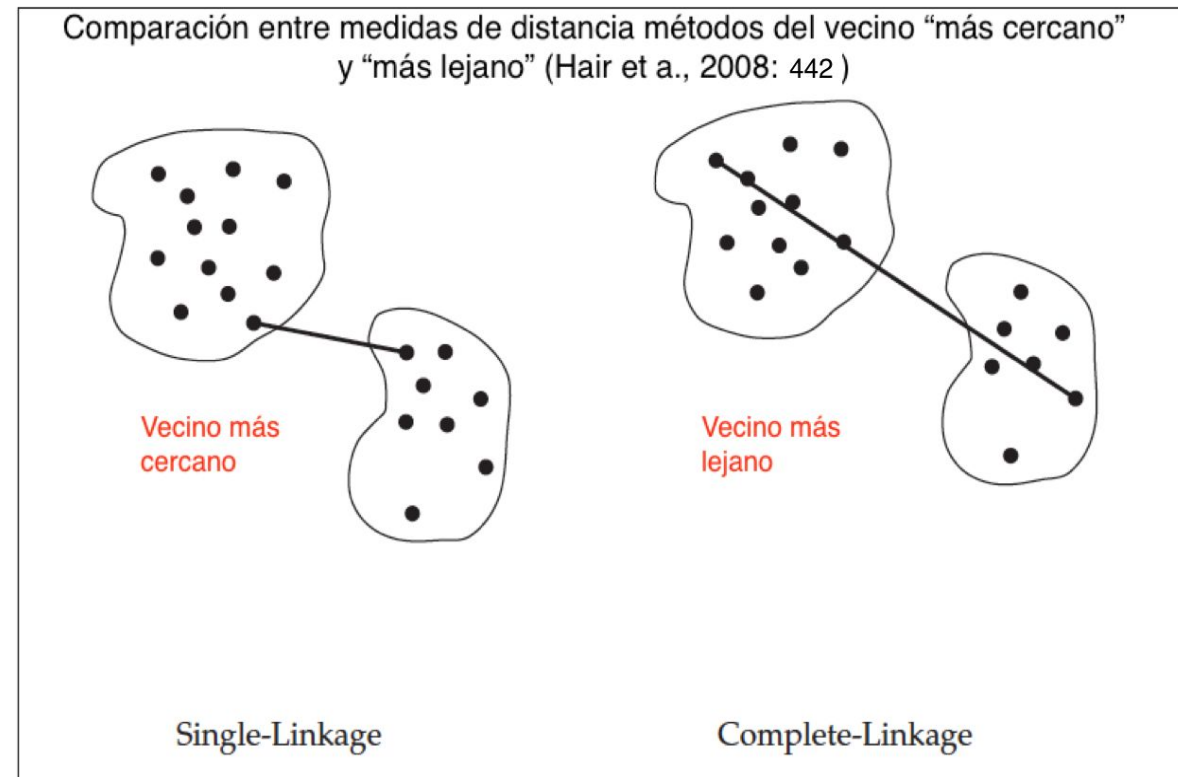 Comparación entre medidas de distancia métodos del vecino “más cercano”
y “más lejano” (Hair et a., 2008: 442 )
Vecino más
cercano
Vecino más
lejano
Single-Linkage
Complete-Linkage